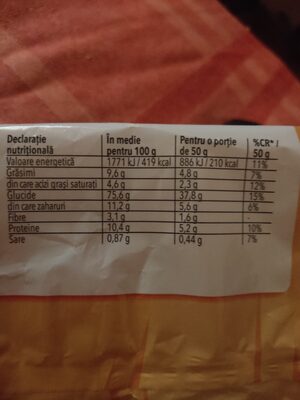 Declarație nutrițională | În medie pentru 100 g | Pentru o porție de 50 g | %CR* / 50 g
Valoare energetică | 1771 kJ / 419 kcal | 886 kJ / 210 kcal | 11%
Grăsimi | 9,6 g | 4,8 g | 7%
din care acizi grași saturați | 4,6 g | 2,3 g | 12%
Glucide | 75,6 g | 37,8 g | 15%
din care zaharuri | 11,2 g | 5,6 g | 6%
Fibre | 3,1 g | 1,6 g | -
Proteine | 10,4 g | 5,2 g | 10%
Sare | 0,87 g | 0,44 g | 7%